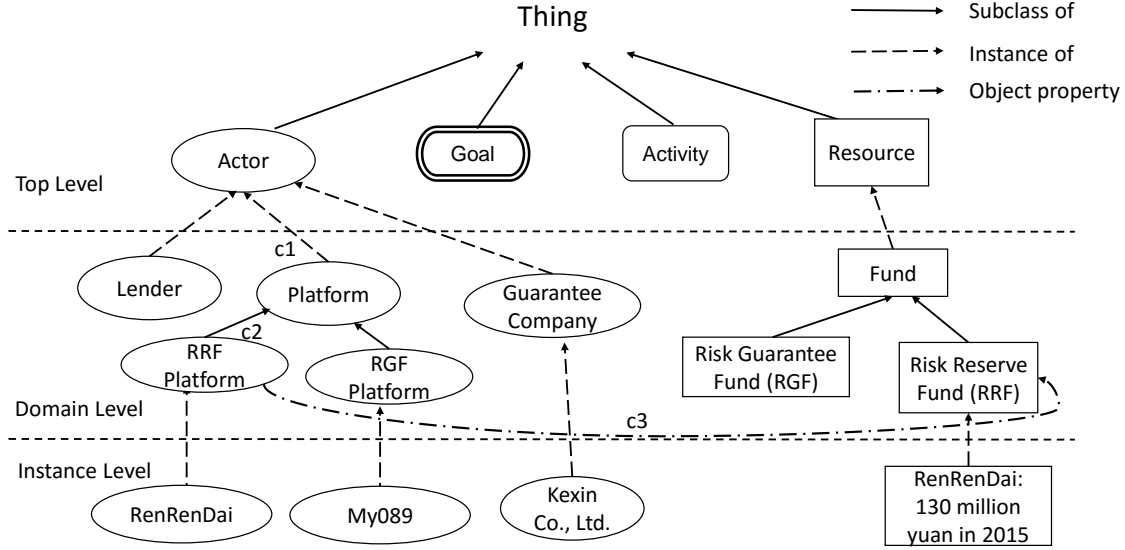 Thing
Subclass of
Instance of
Object property
Actor
Goal
Activity
Resource
Top Level
c1
Lender
Platform
Guarantee
Company
Fund
c2
RRF
Platform
RGF
Platform
Risk Guarantee
Fund (RGF)
Risk Reserve
Fund (RRF)
Domain Level
c3
Instance Level
RenRenDai
My089
Kexin
Co., Ltd.
RenRenDai:
130 million
yuan in 2015